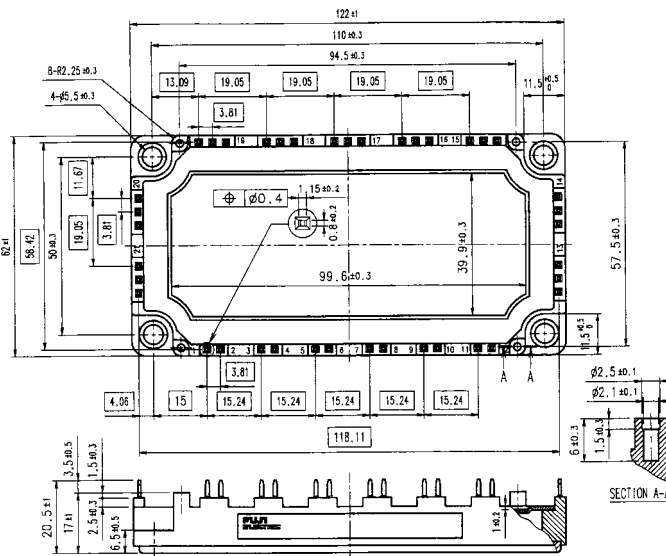 122±1
110±0.3
94.5±0.3
8-R2.25±0.3
13.09 19.05 19.05 19.05 19.05 11.5 +0.5 0
4-ø5.5±0.3
3.81
19 18 17 16 15
20 14
11.67
ø0.4 1.15±0.2
62±1 58.42 19.05 50±0.3 3.81 0.8±0.2 39.9±0.3 57.5±0.3
21 13
99.6±0.3
11.5 +0.5 0
1 2 3 4 5 6 7 8 9 10 11
A A
3.81
ø2.5±0.1
ø2.1±0.1
4.06 15 15.24 15.24 15.24 15.24 15.24
118.11
6±0.3 1.5±0.3
SECTION A-A
20.5±1 17±1 3.5±0.5 1.5±0.3 2.5±0.3 6.5±0.5
FUJI
ELECTRIC
1±0.2